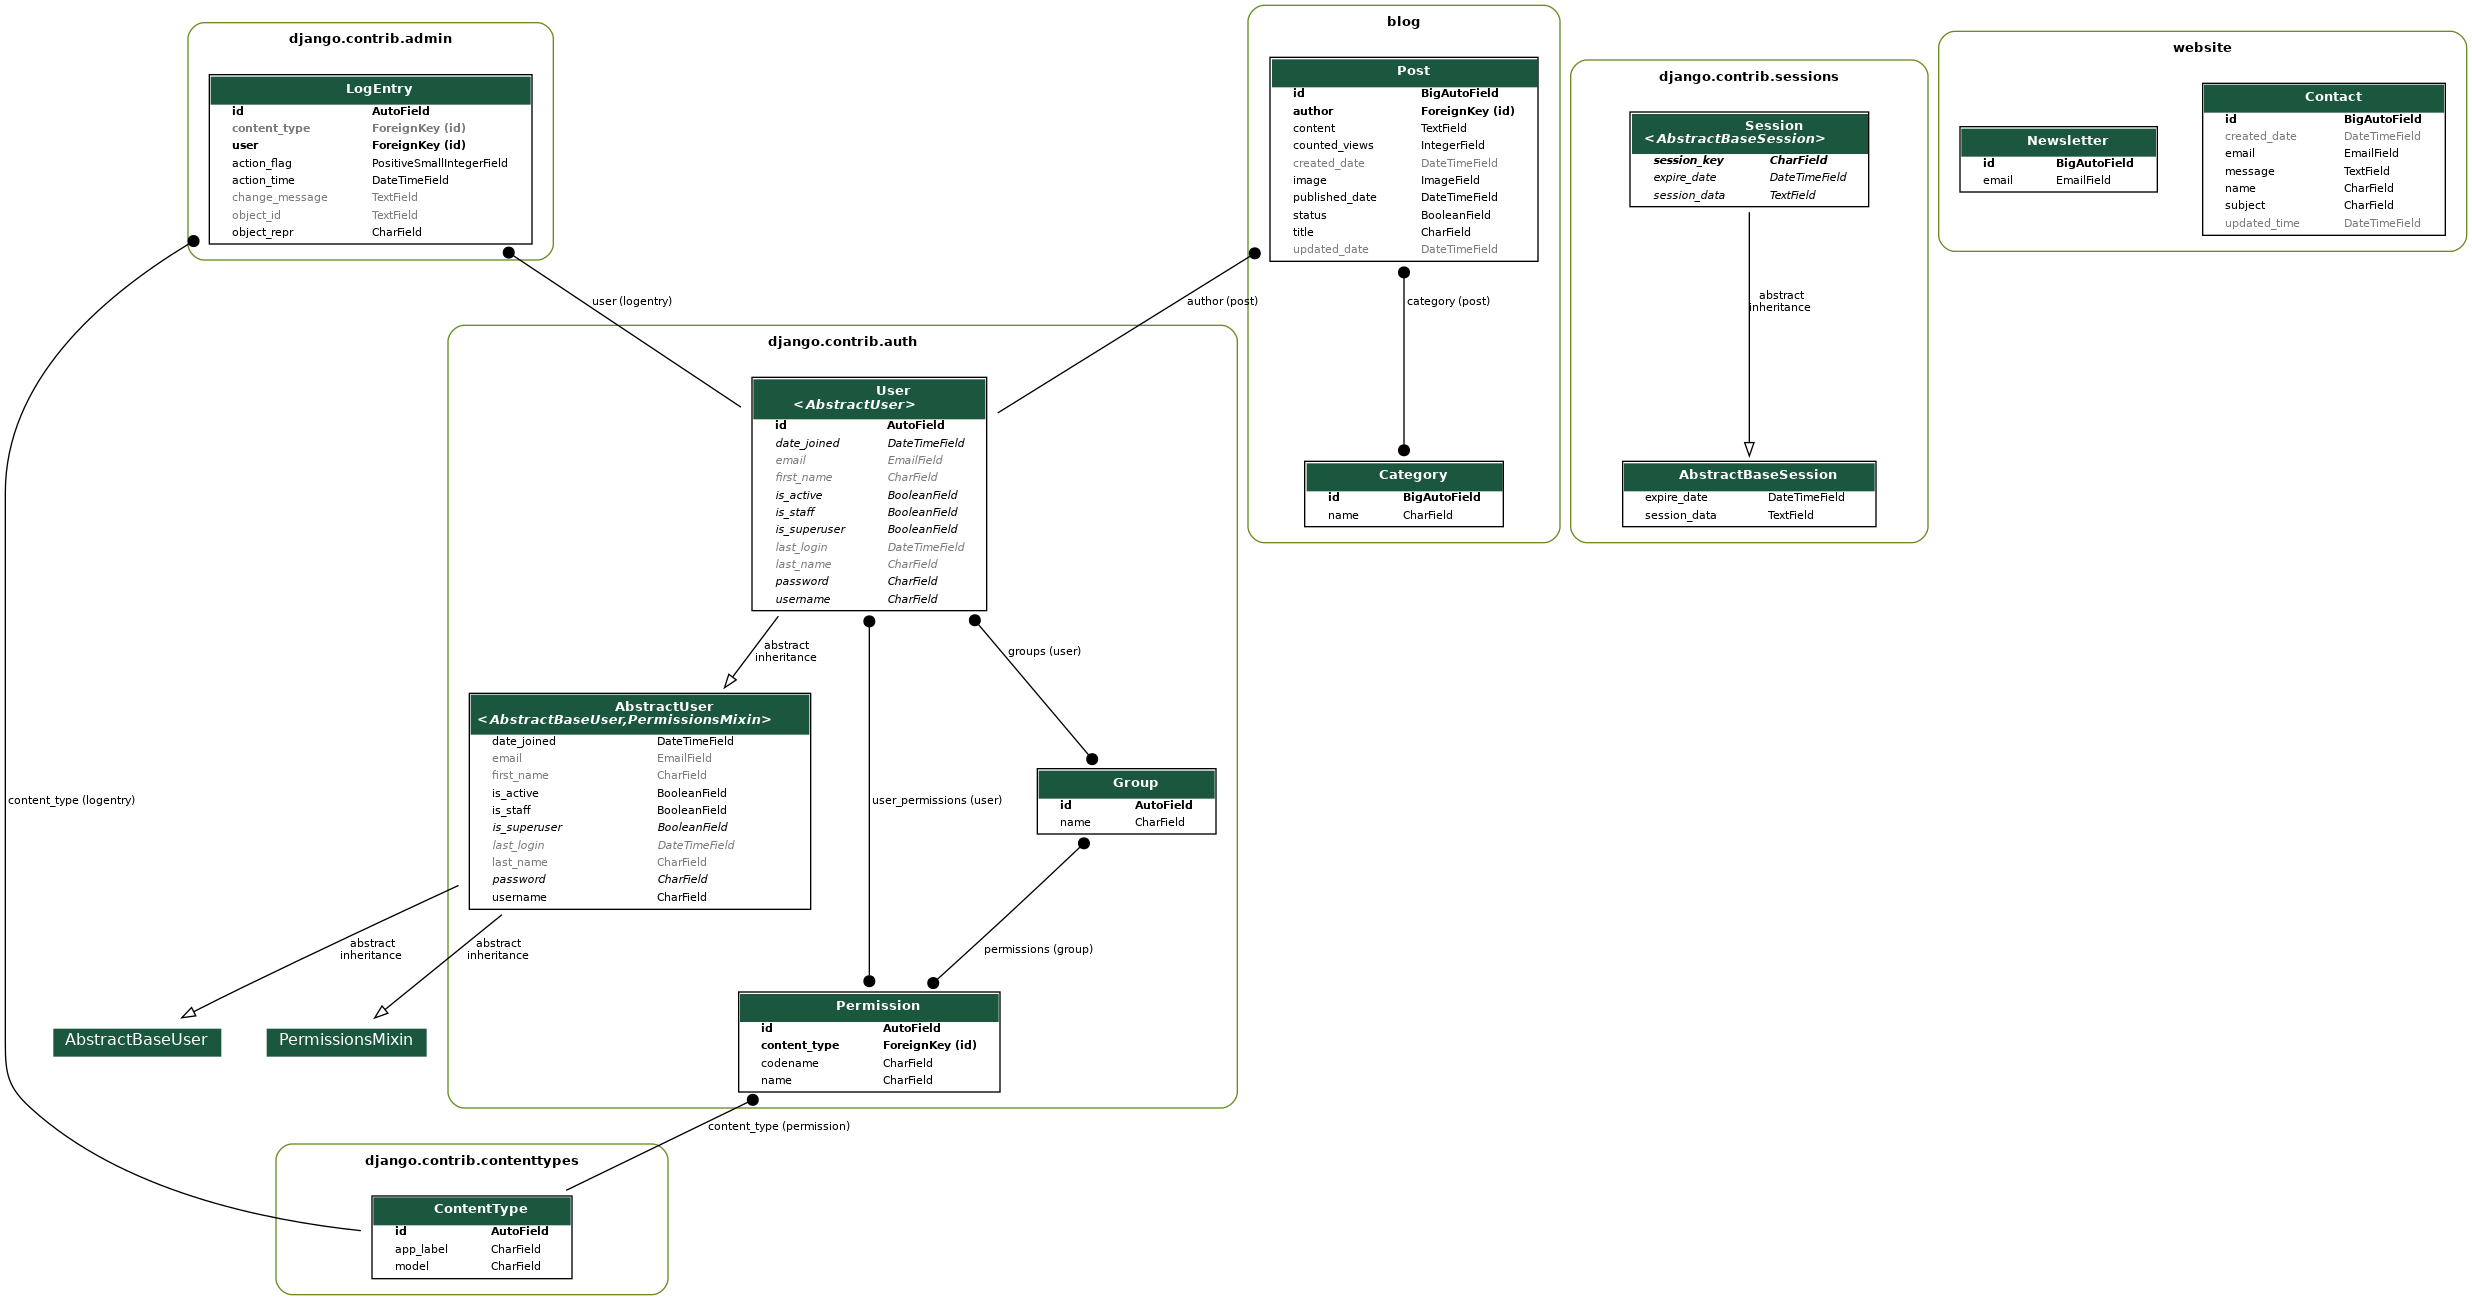 django.contrib.admin
LogEntry
id AutoField
content_type ForeignKey (id)
user ForeignKey (id)
action_flag PositiveSmallIntegerField
action_time DateTimeField
change_message TextField
object_id TextField
object_repr CharField
blog
Post
id BigAutoField
author ForeignKey (id)
content TextField
counted_views IntegerField
created_date DateTimeField
image ImageField
published_date DateTimeField
status BooleanField
title CharField
updated_date DateTimeField
django.contrib.sessions
Session
<AbstractBaseSession>
session_key CharField
expire_date DateTimeField
session_data TextField
website
Newsletter
id BigAutoField
email EmailField
Contact
id BigAutoField
created_date DateTimeField
email EmailField
message TextField
name CharField
subject CharField
updated_time DateTimeField
user (logentry)
author (post)
category (post)
abstract
inheritance
django.contrib.auth
User
<AbstractUser>
id AutoField
date_joined DateTimeField
email EmailField
first_name CharField
is_active BooleanField
is_staff BooleanField
is_superuser BooleanField
last_login DateTimeField
last_name CharField
password CharField
username CharField
Category
id BigAutoField
name CharField
AbstractBaseSession
expire_date DateTimeField
session_data TextField
abstract
inheritance
groups (user)
AbstractUser
<AbstractBaseUser,PermissionsMixin>
date_joined DateTimeField
email EmailField
first_name CharField
is_active BooleanField
is_staff BooleanField
is_superuser BooleanField
last_login DateTimeField
last_name CharField
password CharField
username CharField
content_type (logentry)
user_permissions (user)
Group
id AutoField
name CharField
abstract
inheritance
abstract
inheritance
permissions (group)
AbstractBaseUser
PermissionsMixin
Permission
id AutoField
content_type ForeignKey (id)
codename CharField
name CharField
content_type (permission)
django.contrib.contenttypes
ContentType
id AutoField
app_label CharField
model CharField